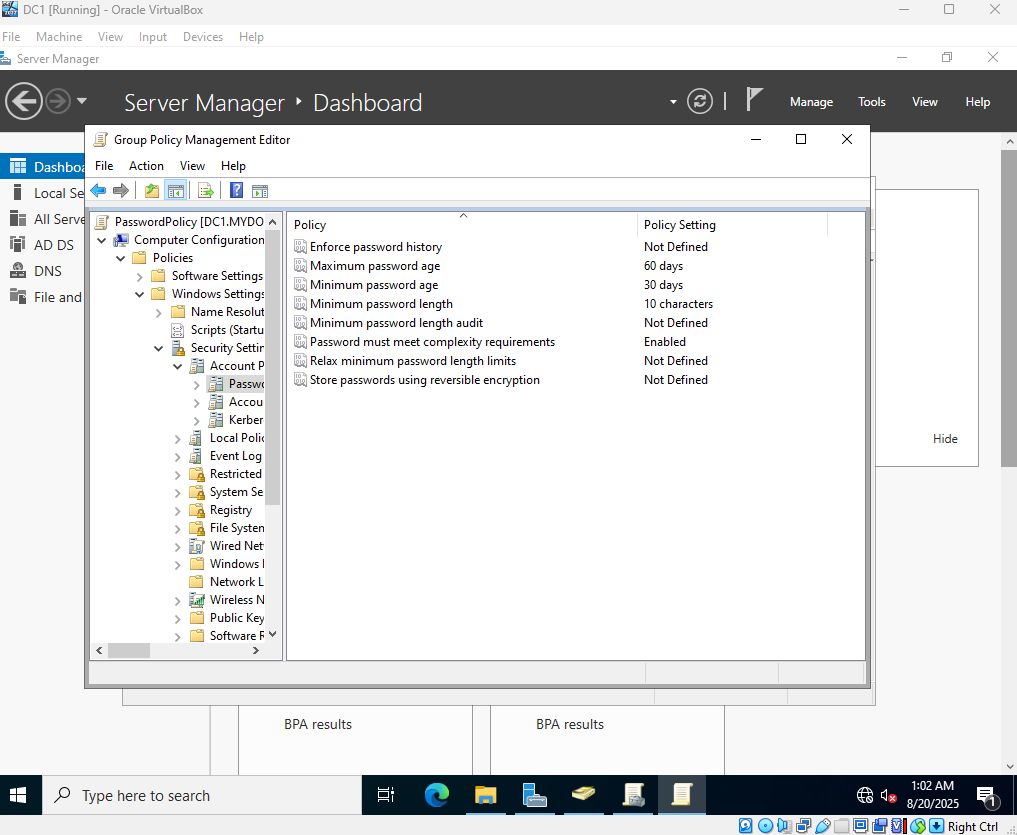 DC1 [Running] - Oracle VirtualBox
File Machine View Input Devices Help
Server Manager
Server Manager Dashboard
Manage Tools View Help
Dashboa
Local Se
All Serve
AD DS
DNS
File and
Group Policy Management Editor
File Action View Help
PasswordPolicy [DC1.MYDO
Computer Configuration
Policies
Software Settings
Windows Settings
Name Resolut
Scripts (Startu
Security Settin
Account P
Passwo
Accou
Kerber
Local Polic
Event Log
Restricted
System Se
Registry
File System
Wired Net
Windows
Network L
Wireless N
Public Key
Software R
Policy Policy Setting
Enforce password history Not Defined
Maximum password age 60 days
Minimum password age 30 days
Minimum password length 10 characters
Minimum password length audit Not Defined
Password must meet complexity requirements Enabled
Relax minimum password length limits Not Defined
Store passwords using reversible encryption Not Defined
Hide
BPA results BPA results
Type here to search
1:02 AM
8/20/2025
1
Right Ctrl